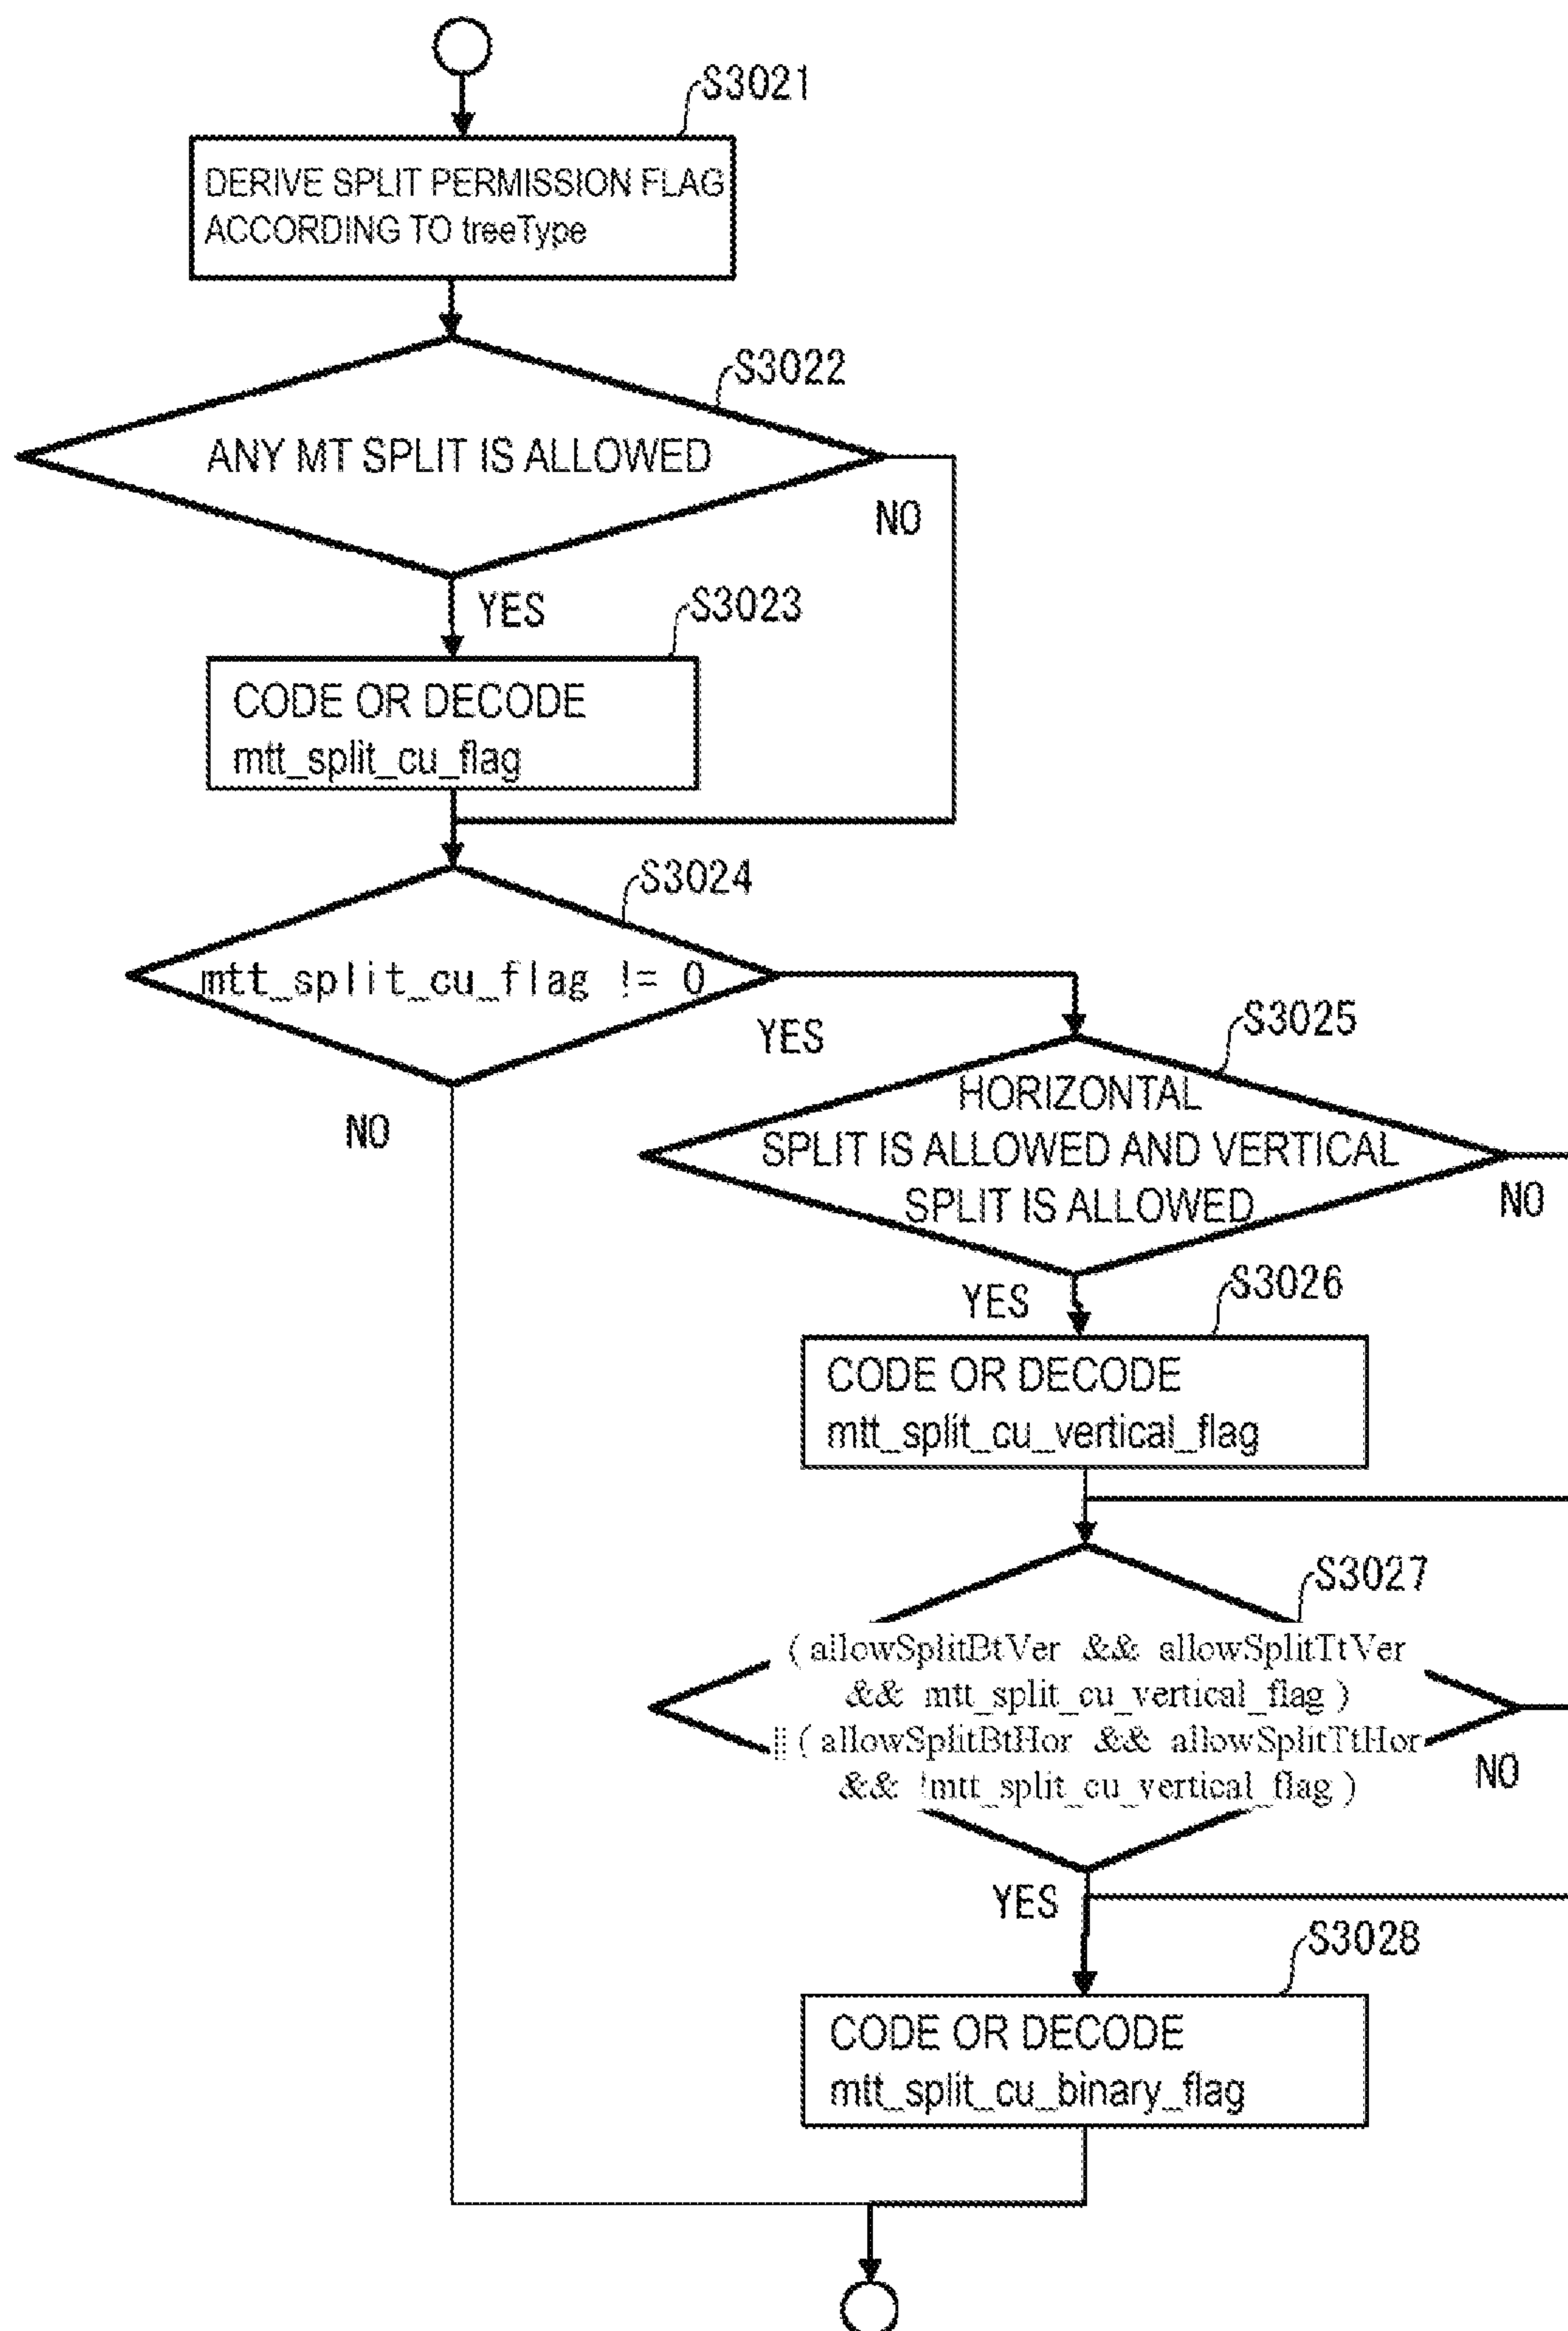 S3021
DERIVE SPLIT PERMISSION FLAG
ACCORDING TO treeType
S3022
ANY MT SPLIT IS ALLOWED
NO
YES
S3023
CODE OR DECODE
mtt_split_cu_flag
S3024
mtt_split_cu_flag != 0
YES
NO
S3025
HORIZONTAL
SPLIT IS ALLOWED AND VERTICAL
SPLIT IS ALLOWED
NO
YES
S3026
CODE OR DECODE
mtt_split_cu_vertical_flag
S3027
( allowSplitBtVer && allowSplitTtVer
&& mtt_split_cu_vertical_flag )
|| ( allowSplitBtHor && allowSplitTtHor
&& !mtt_split_cu_vertical_flag )
NO
YES
S3028
CODE OR DECODE
mtt_split_cu_binary_flag